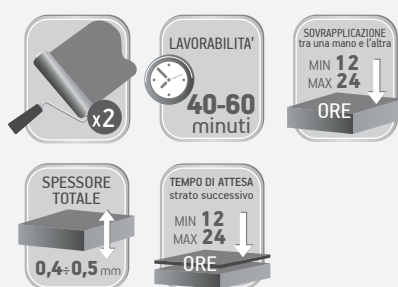 x2
LAVORABILITA'
40-60
minuti
SOVRAPPLICAZIONE
tra una mano e l'altra
MIN 12
MAX 24
ORE
SPESSORE
TOTALE
0,4÷0,5 mm
TEMPO DI ATTESA
strato successivo
MIN 12
MAX 24
ORE